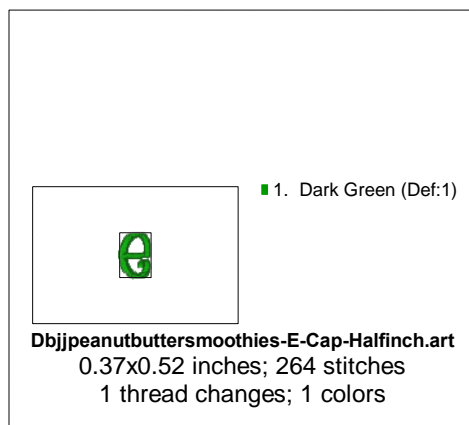 1. Dark Green (Def:1)
e
Dbjjpeanutbuttersmoothies-E-Cap-Halfinch.art
0.37x0.52 inches; 264 stitches
1 thread changes; 1 colors